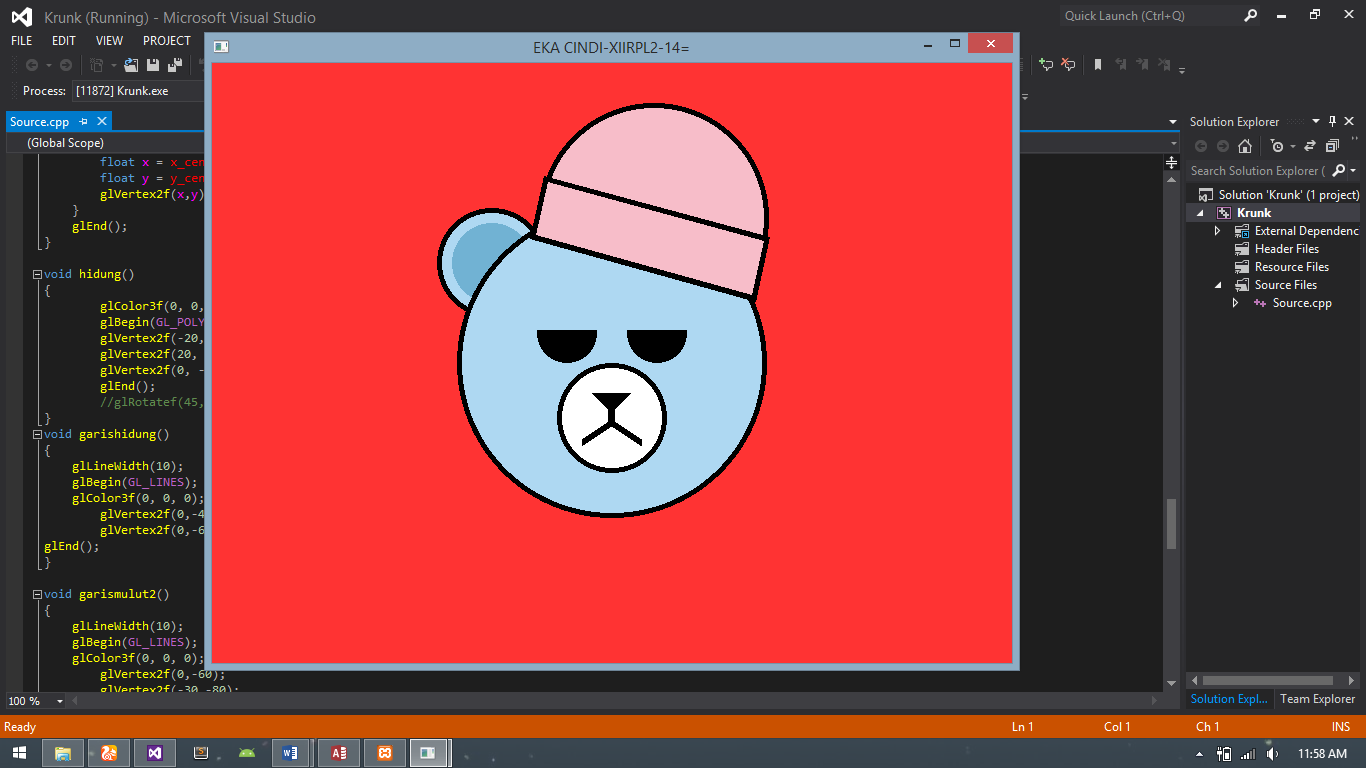 Krunk (Running) - Microsoft Visual Studio
Quick Launch (Ctrl+Q)
FILE EDIT VIEW PROJECT
EKA CINDI-XIIRPL2-14=
Process: [11872] Krunk.exe
Source.cpp
(Global Scope)
float x = x_cen
float y = y_cen
glVertex2f(x,y)
}
glEnd();
}
void hidung()
{
glColor3f(0, 0,
glBegin(GL_POLY
glVertex2f(-20,
glVertex2f(20,
glVertex2f(0, -
glEnd();
//glRotatef(45,
}
void garishidung()
{
glLineWidth(10);
glBegin(GL_LINES);
glColor3f(0, 0, 0);
glVertex2f(0,-4
glVertex2f(0,-6
glEnd();
}
void garismulut2()
{
glLineWidth(10);
glBegin(GL_LINES);
glColor3f(0, 0, 0);
glVertex2f(0,-60);
glVertex2f(-30,-80);
100 %
Solution Explorer
Search Solution Explorer (
Solution 'Krunk' (1 project)
Krunk
External Dependenc
Header Files
Resource Files
Source Files
Source.cpp
Solution Expl... Team Explorer
Ready Ln 1 Col 1 Ch 1 INS
11:58 AM